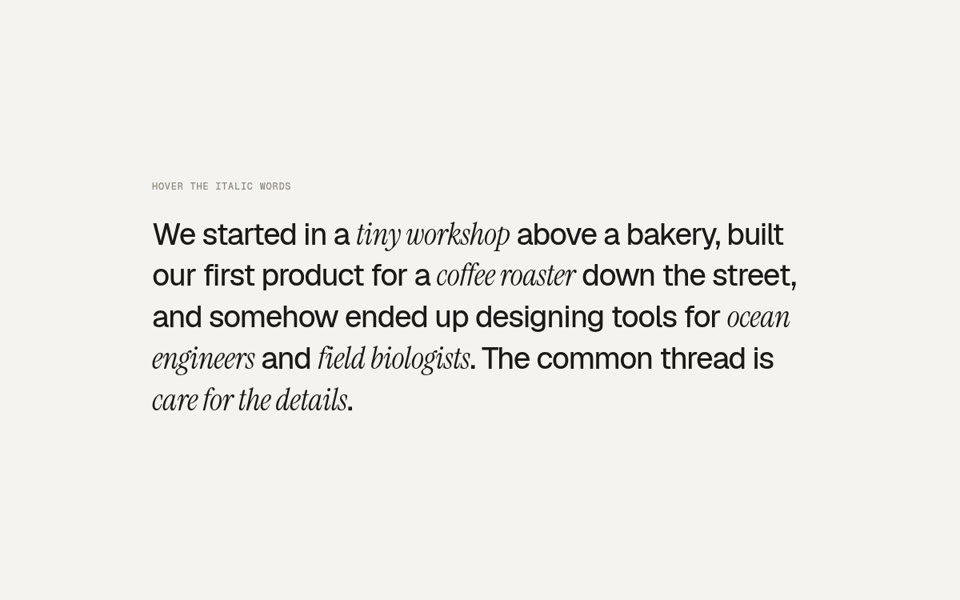 HOVER THE ITALIC WORDS
We started in a tiny workshop above a bakery, built
our first product for a coffee roaster down the street,
and somehow ended up designing tools for ocean
engineers and field biologists. The common thread is
care for the details.